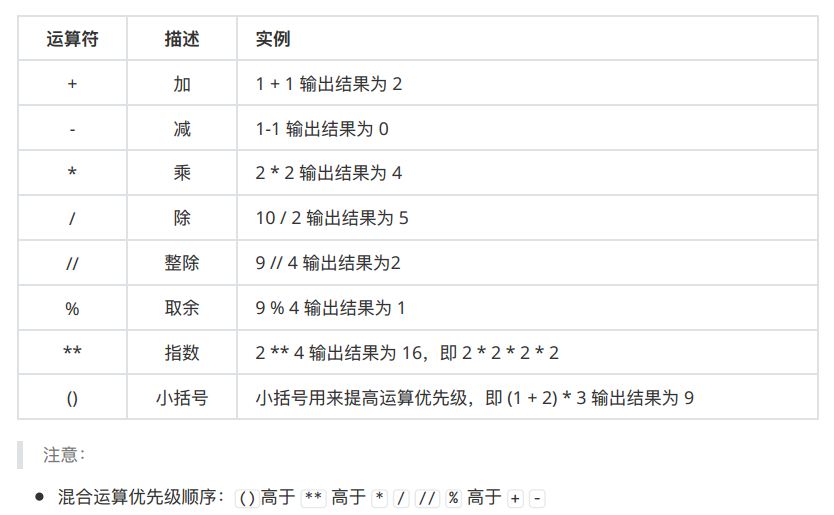 运算符 描述 实例
+ 加 1 + 1 输出结果为 2
- 减 1-1 输出结果为 0
* 乘 2 * 2 输出结果为 4
/ 除 10 / 2 输出结果为 5
// 整除 9 // 4 输出结果为2
% 取余 9 % 4 输出结果为 1
** 指数 2 ** 4 输出结果为 16，即 2 * 2 * 2 * 2
() 小括号 小括号用来提高运算优先级，即 (1 + 2) * 3 输出结果为 9
注意：
● 混合运算优先级顺序： () 高于 ** 高于 * / // % 高于 + -